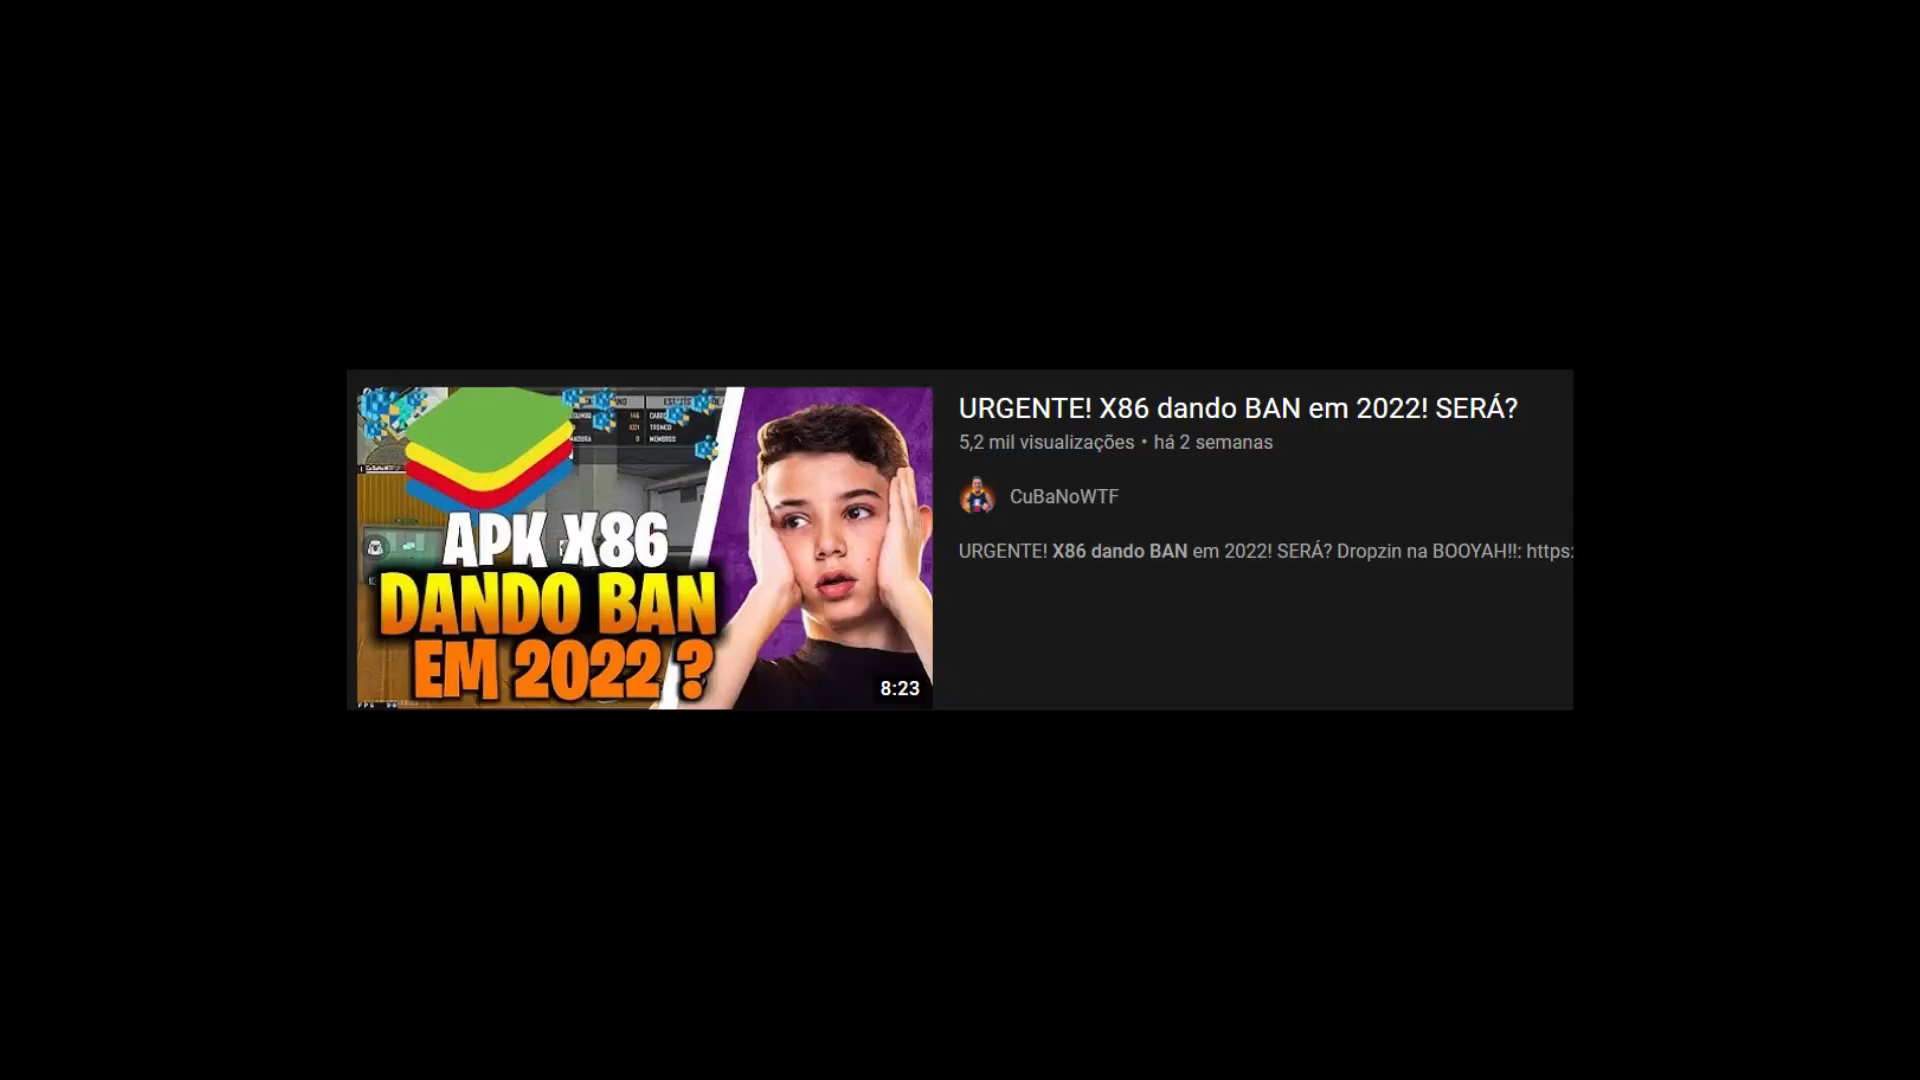 APK X86
DANDO BAN
EM 2022 ?
8:23
URGENTE! X86 dando BAN em 2022! SERÁ?
5,2 mil visualizações • há 2 semanas
CuBaNoWTF
URGENTE! X86 dando BAN em 2022! SERÁ? Dropzin na BOOYAH!!: https: